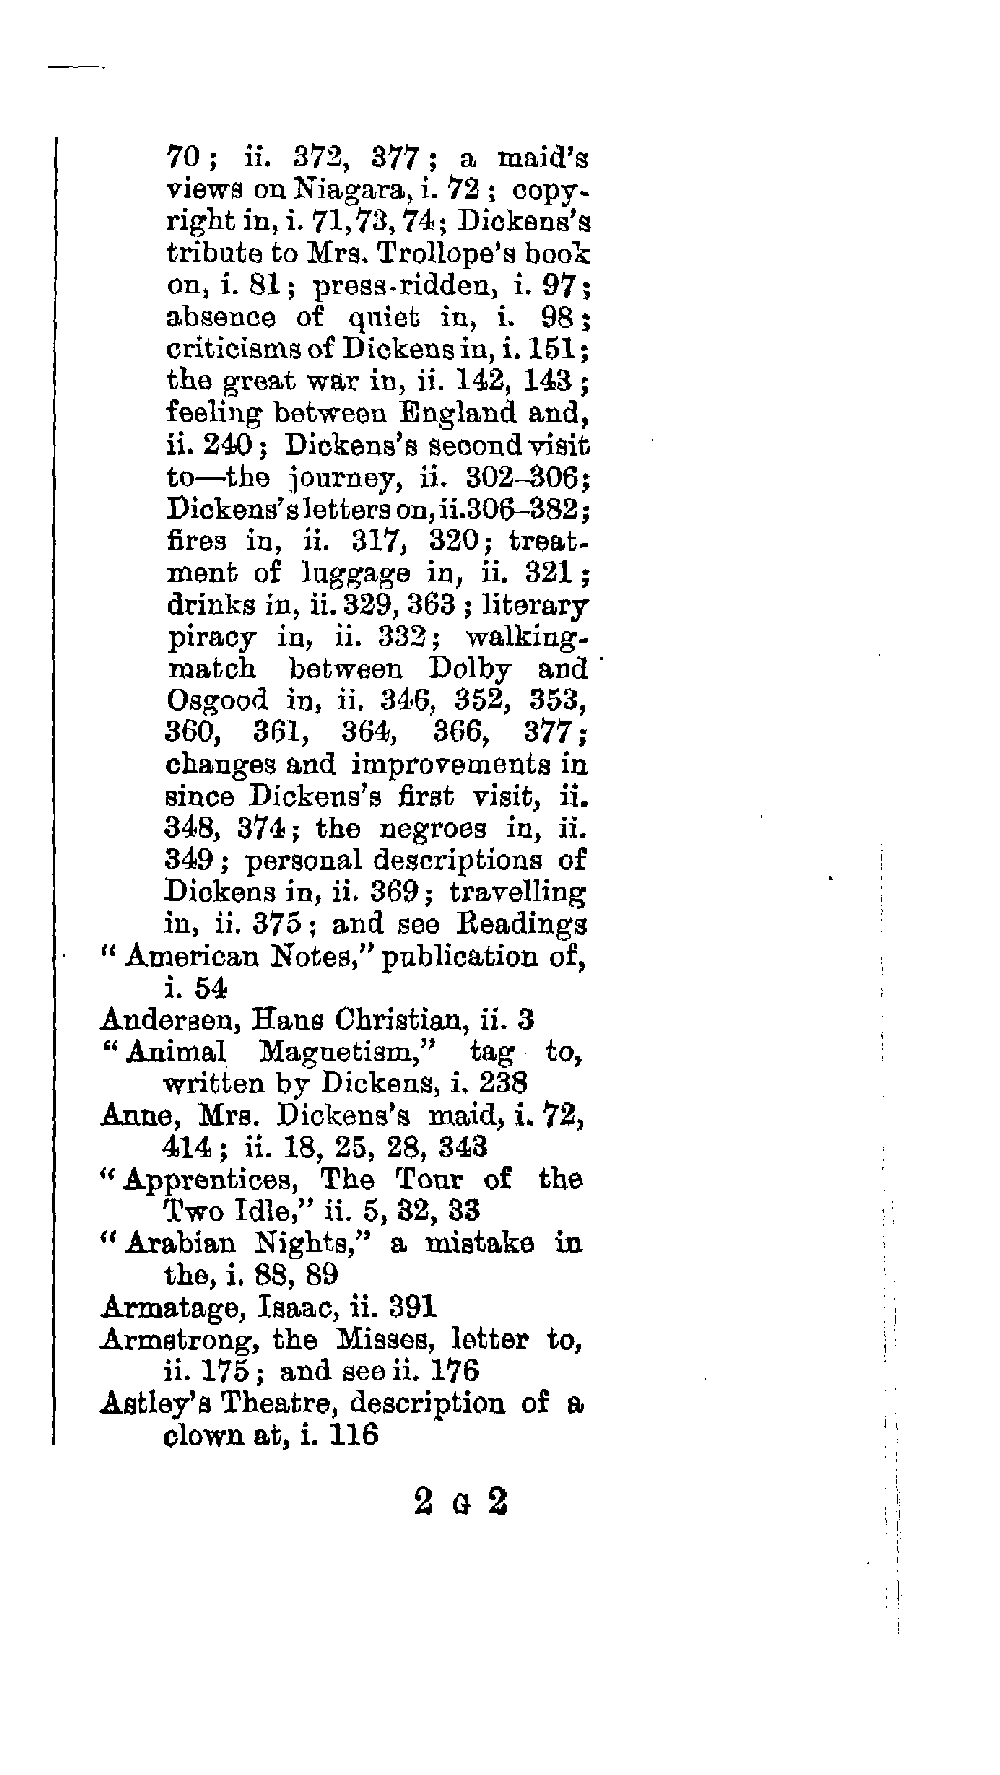 70 ; ii. 372, 377 ; a maid's
views on Niagara, i. 72 ; copy-
right in, i. 71, 73, 74 ; Dickens's
tribute to Mrs. Trollope's book
on, i. 81 ; press-ridden, i. 97 ;
absence of quiet in, i. 98 ;
criticisms of Dickens in, i. 151 ;
the great war in, ii. 142, 143 ;
feeling between England and,
ii. 240 ; Dickens's second visit
to—the journey, ii. 302–306 ;
Dickens's letters on, ii. 306–382 ;
fires in, ii. 317, 320 ; treat-
ment of luggage in, ii. 321 ;
drinks in, ii. 329, 363 ; literary
piracy in, ii. 332 ; walking-
match between Dolby and
Osgood in, ii. 346, 352, 353,
360, 361, 364, 366, 377 ;
changes and improvements in
since Dickens's first visit, ii.
348, 374 ; the negroes in, ii.
349 ; personal descriptions of
Dickens in, ii. 369 ; travelling
in, ii. 375 ; and see Readings
“ American Notes,” publication of,
i. 54
Andersen, Hans Christian, ii. 3
“ Animal Magnetism,” tag to,
written by Dickens, i. 238
Anne, Mrs. Dickens's maid, i. 72,
414 ; ii. 18, 25, 28, 343
“ Apprentices, The Tour of the
Two Idle,” ii. 5, 32, 33
“ Arabian Nights,” a mistake in
the, i. 88, 89
Armatage, Isaac, ii. 391
Armstrong, the Misses, letter to,
ii. 175 ; and see ii. 176
Astley's Theatre, description of a
clown at, i. 116
2 G 2